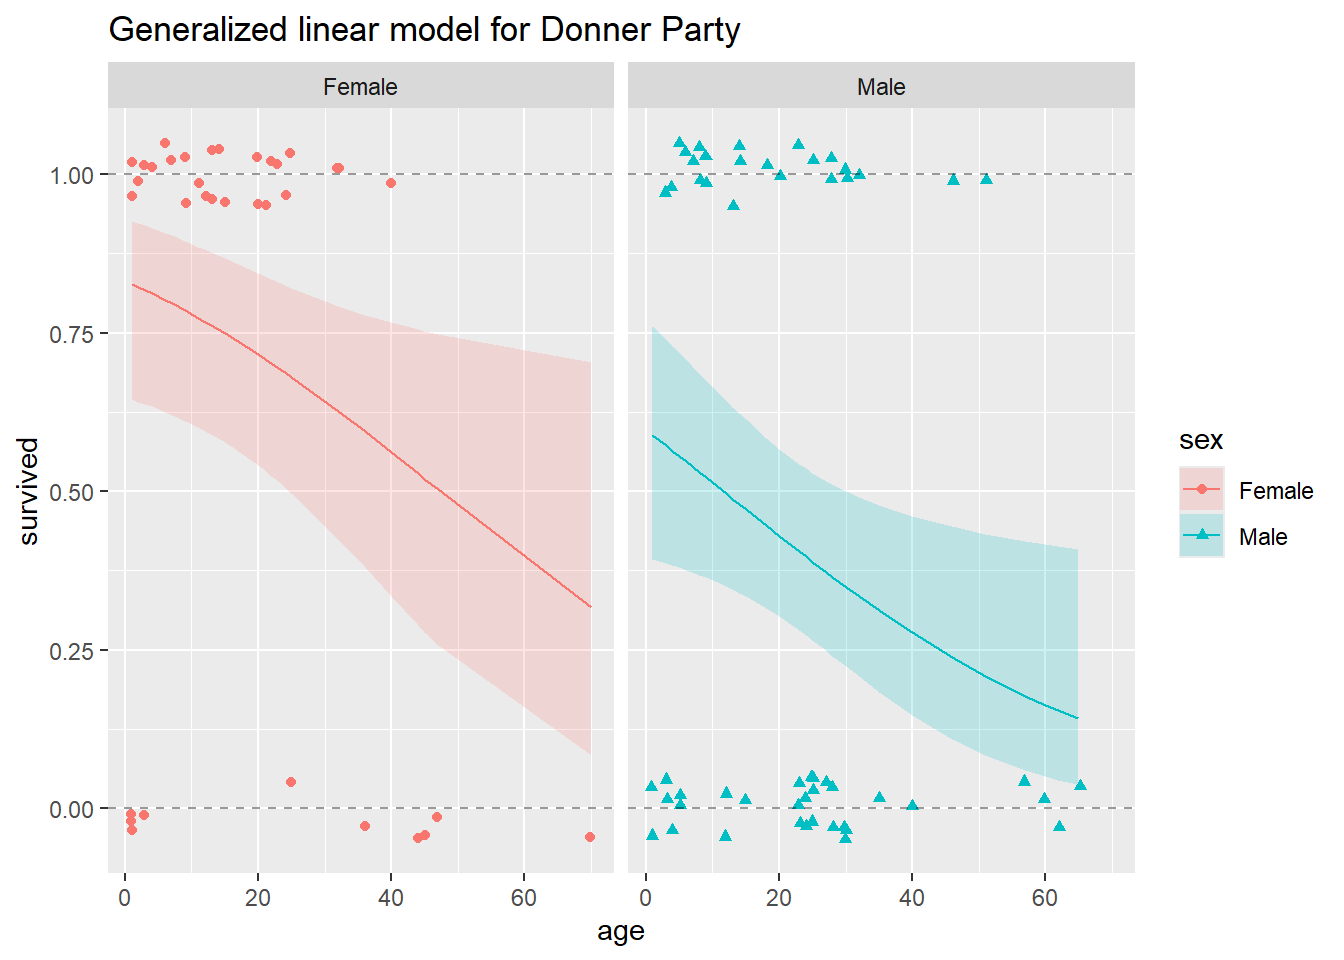 Generalized linear model for Donner Party
Female
Male
1.00
0.75
0.50
0.25
0.00
survived
0 20 40 60
0 20 40 60
age
sex
Female
Male